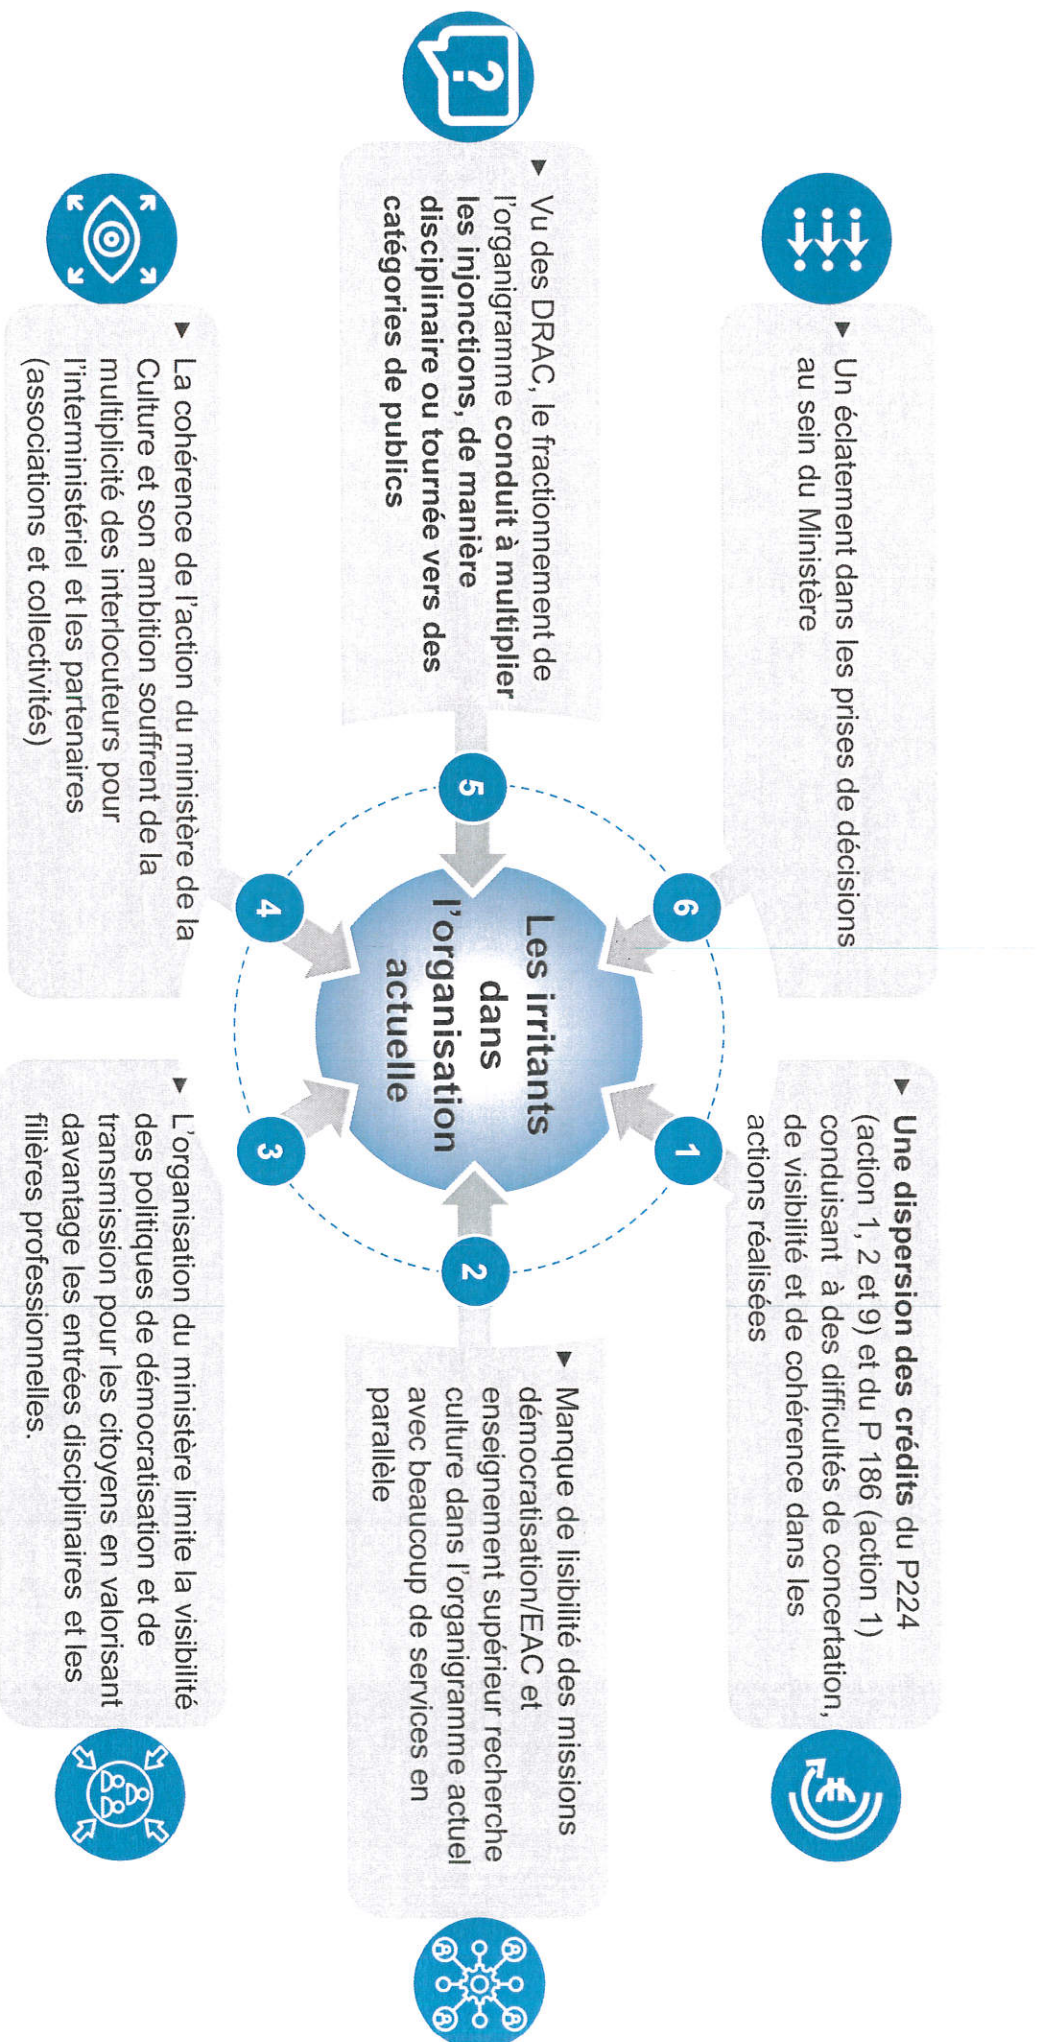 Les irritants
dans
l'organisation
actuelle
1
► Une dispersion des crédits du P224
(action 1, 2 et 9) et du P 186 (action 1)
conduisant à des difficultés de concertation,
de visibilité et de cohérence dans les
actions réalisées
2
► Manque de lisibilité des missions
démocratisation/EAC et
enseignement supérieur recherche
culture dans l'organigramme actuel
avec beaucoup de services en
parallèle
3
► L'organisation du ministère limite la visibilité
des politiques de démocratisation et de
transmission pour les citoyens en valorisant
davantage les entrées disciplinaires et les
filières professionnelles.
4
► La cohérence de l'action du ministère de la
Culture et son ambition souffrent de la
multiplicité des interlocuteurs pour
l'interministériel et les partenaires
(associations et collectivités)
5
► Vu des DRAC, le fractionnement de
l'organigramme conduit à multiplier
les injonctions, de manière
disciplinaire ou tournée vers des
catégories de publics
6
► Un éclatement dans les prises de décisions
au sein du Ministère
?
€